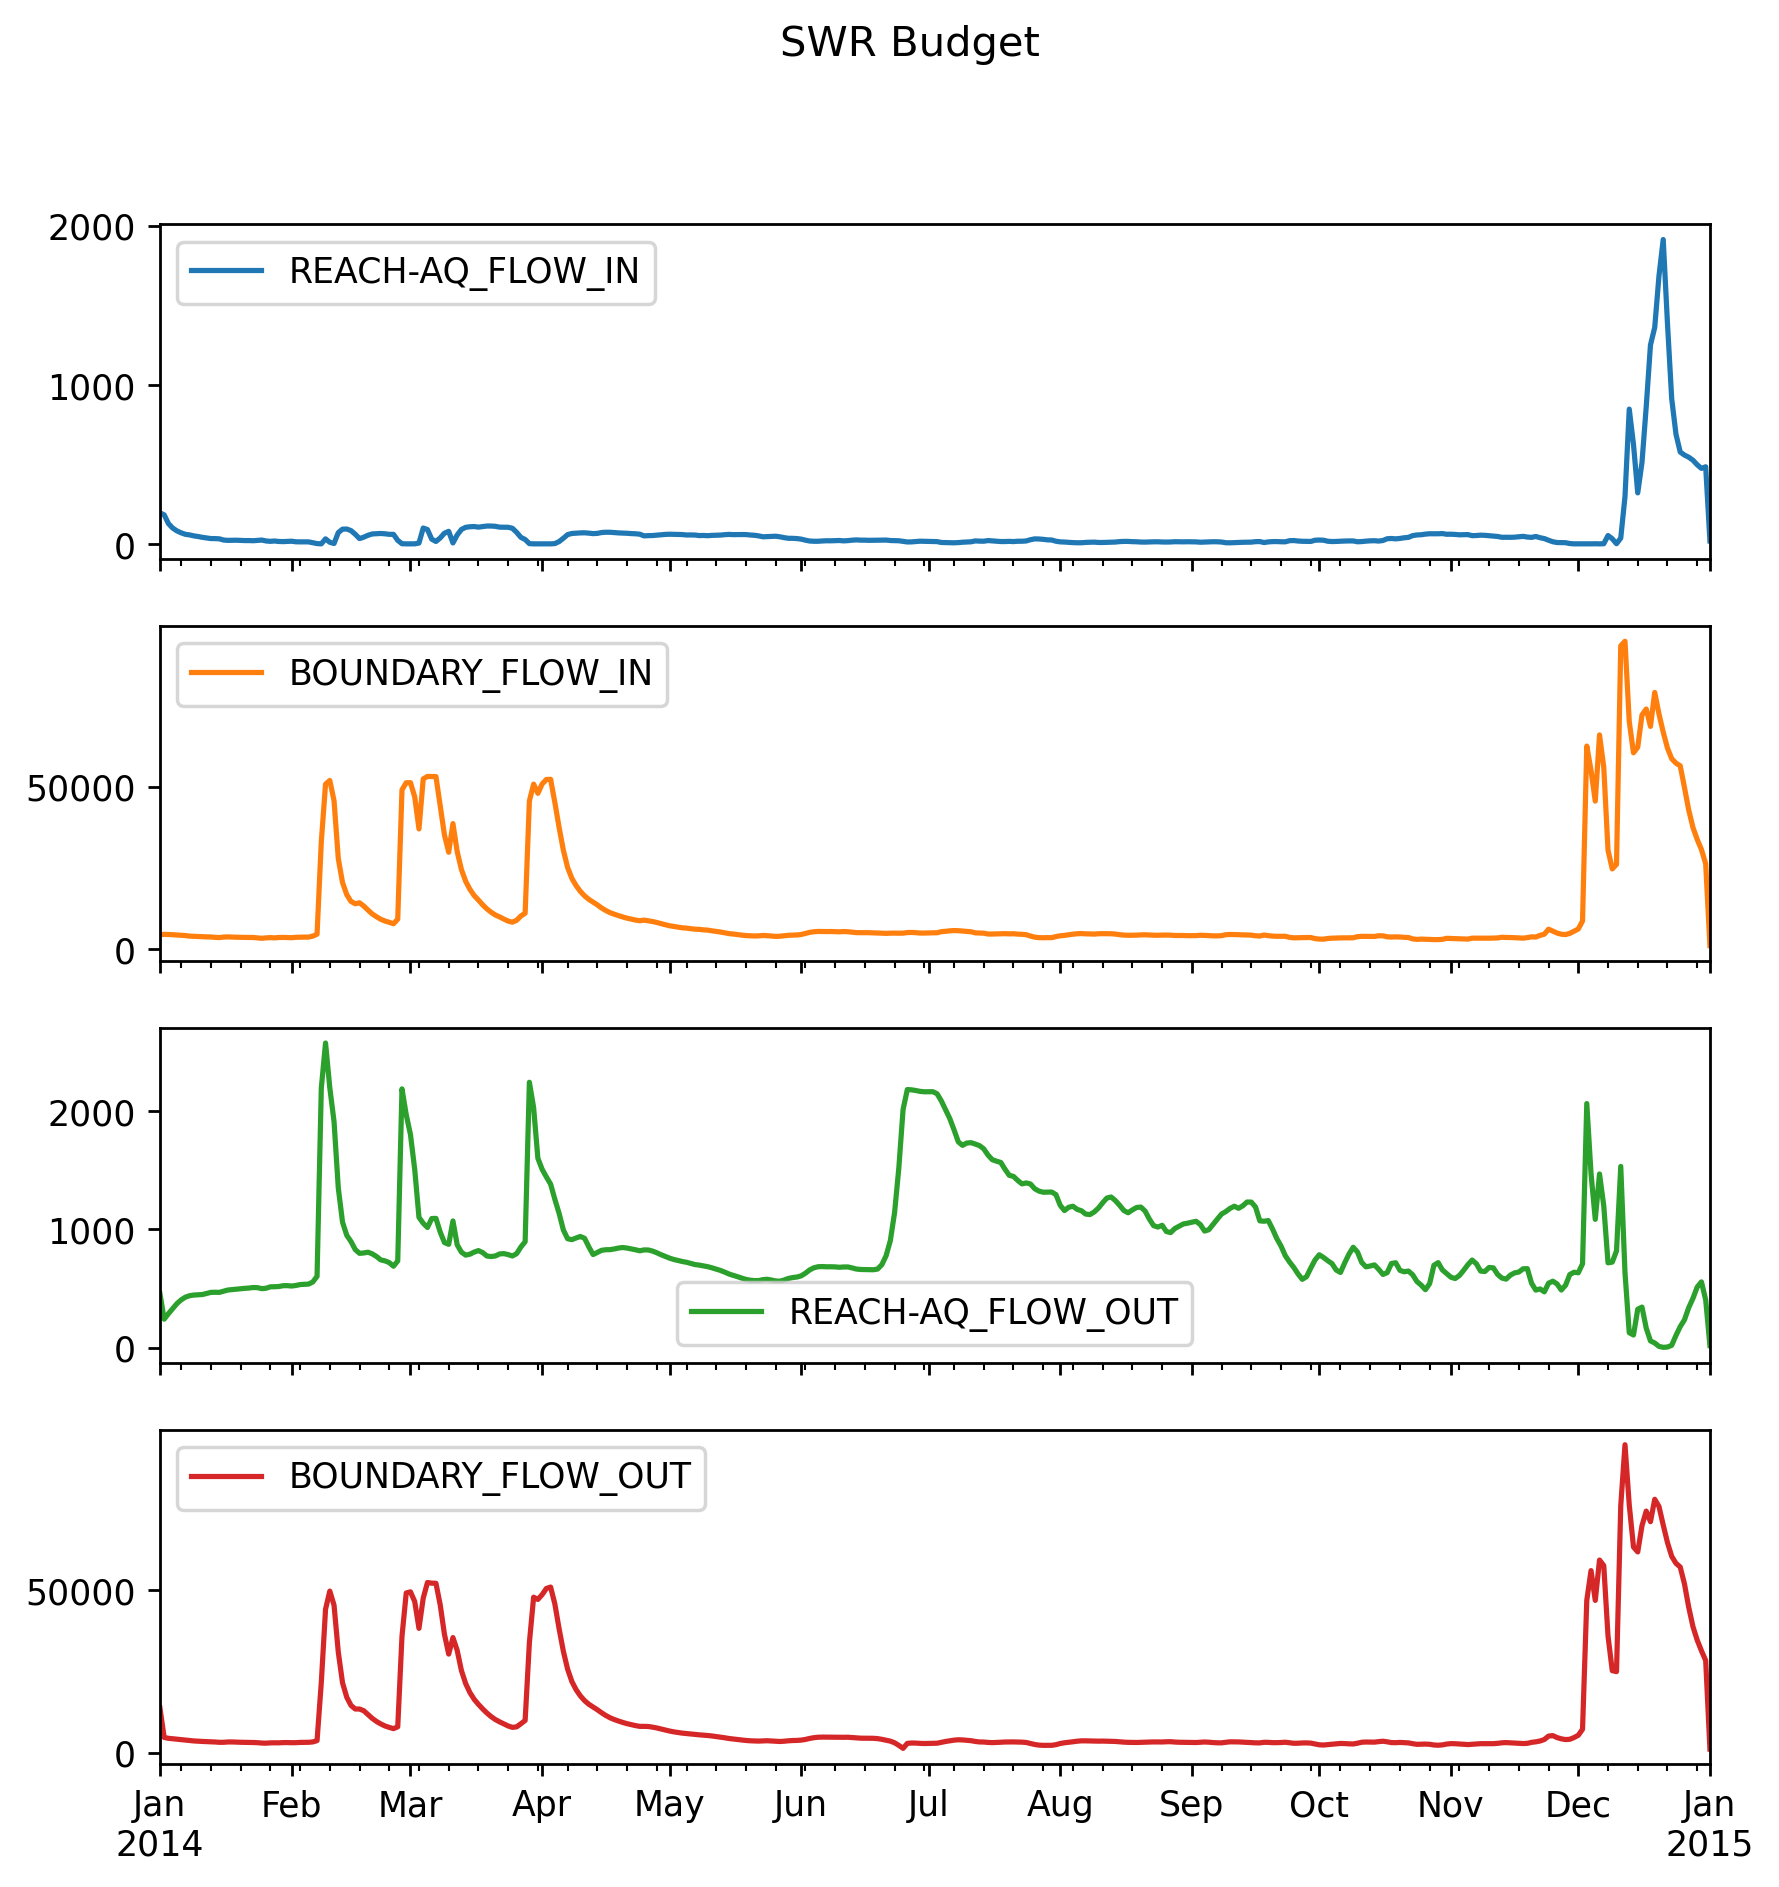 SWR Budget
2000
REACH-AQ_FLOW_IN
1000
0
BOUNDARY_FLOW_IN
50000
0
2000
1000
REACH-AQ_FLOW_OUT
0
BOUNDARY_FLOW_OUT
50000
0
Jan Feb Mar Apr May Jun Jul Aug Sep Oct Nov Dec Jan
2014 2015